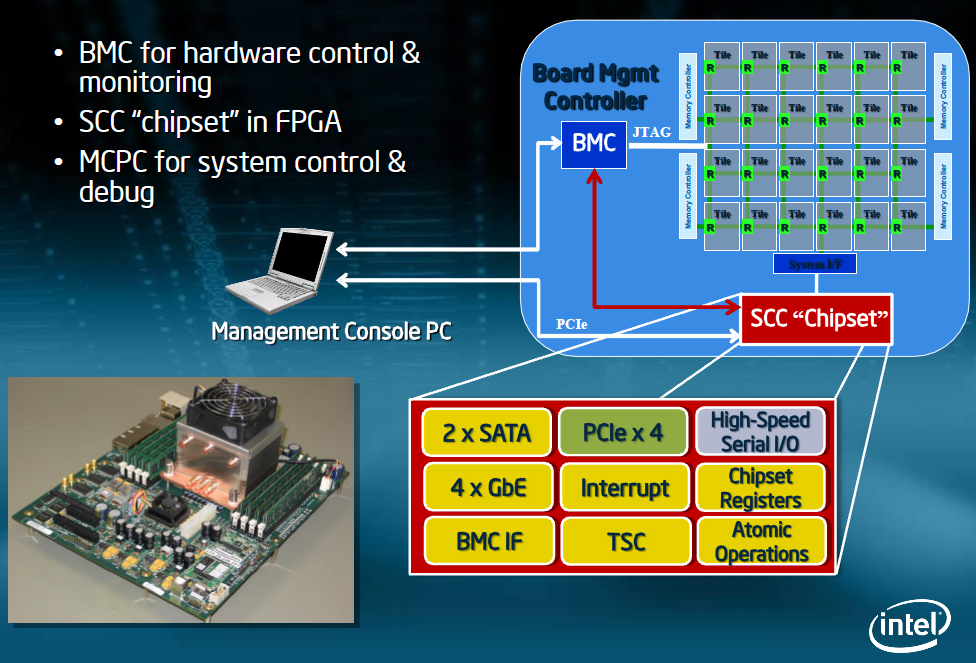 • BMC for hardware control &
monitoring
• SCC “chipset” in FPGA
• MCPC for system control &
debug
Board Mgmt
Controller
BMC
JTAG
Memory Controller
Memory Controller
Memory Controller
Memory Controller
Tile Tile Tile Tile Tile Tile
R R R R R R
Tile Tile Tile Tile Tile Tile
R R R R R R
Tile Tile Tile Tile Tile Tile
R R R R R R
Tile Tile Tile Tile Tile Tile
R R R R R R
System I/F
SCC “Chipset”
PCIe
Management Console PC
2 x SATA
PCIe x 4
High-Speed
Serial I/O
4 x GbE
Interrupt
Chipset
Registers
BMC IF
TSC
Atomic
Operations
intel